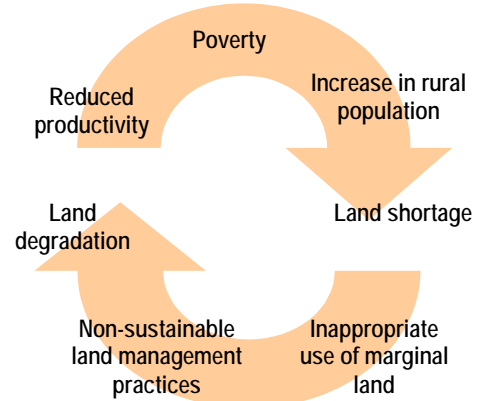 Poverty
Increase in rural
population
Reduced
productivity
Land
degradation
Land shortage
Non-sustainable
land management
practices
Inappropriate
use of marginal
land